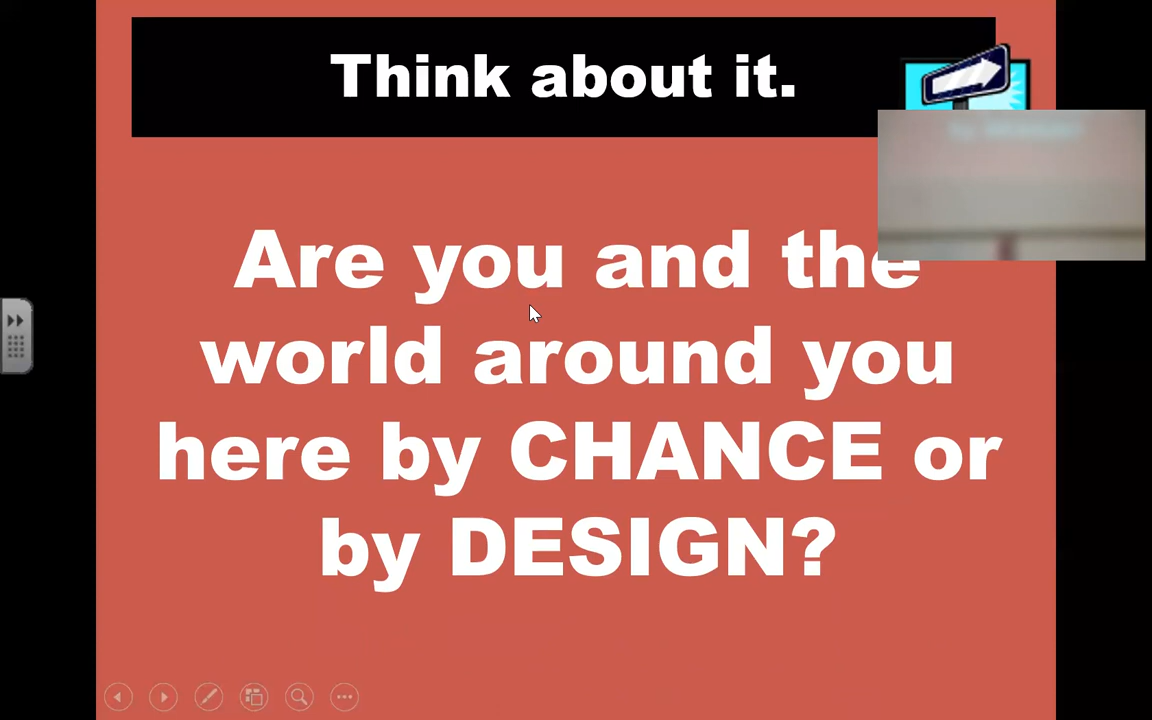 Think about it.
Are you and the
world around you
here by CHANCE or
by DESIGN?